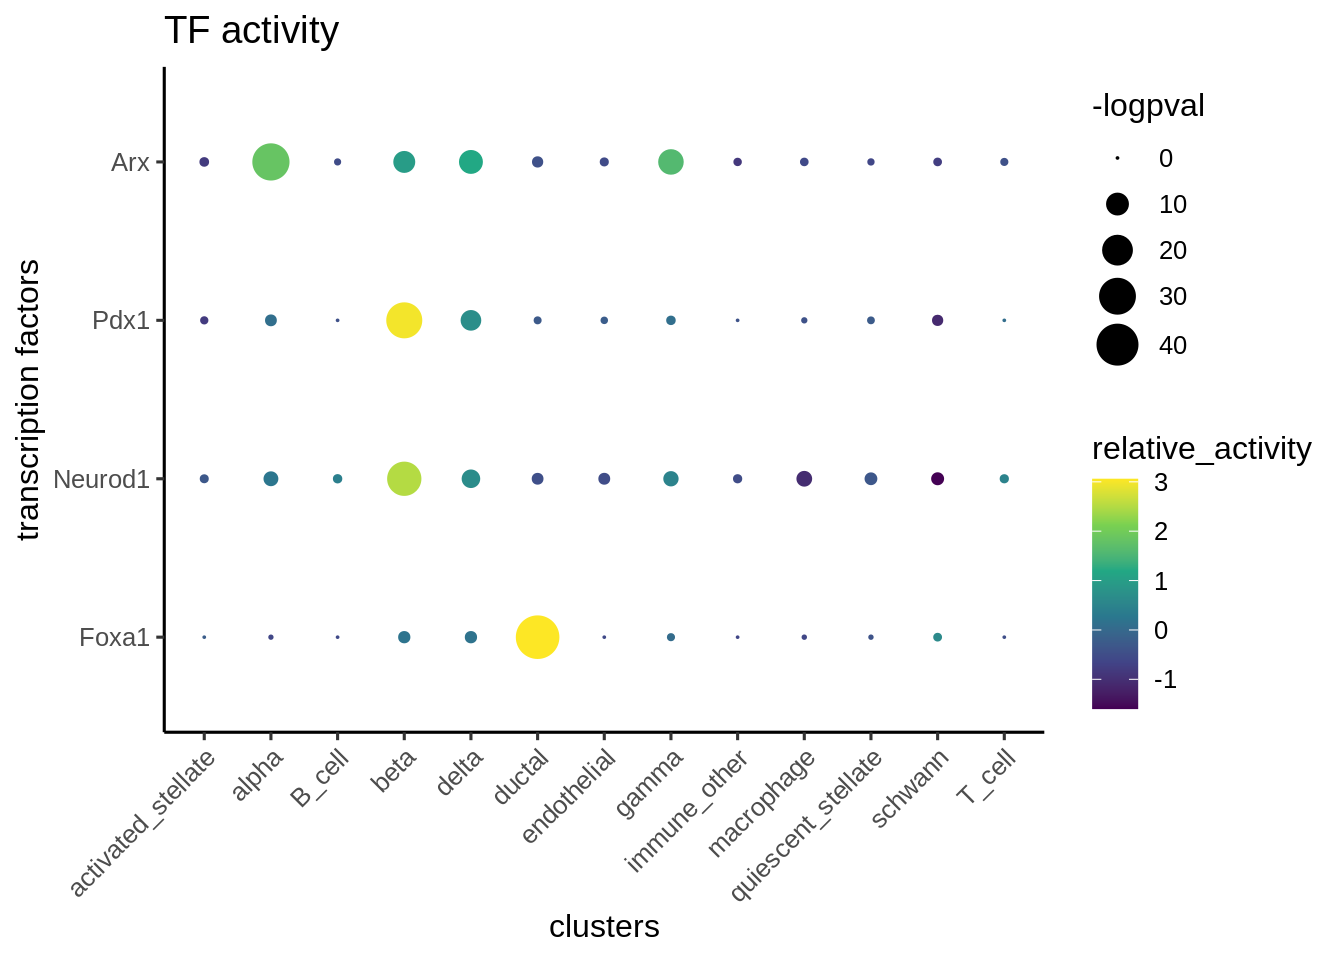 TF activity
transcription factors
Arx
Pdx1
Neurod1
Foxa1
activated_stellate
alpha
B_cell
beta
delta
ductal
endothelial
gamma
immune_other
macrophage
quiescent_stellate
schwann
T_cell
clusters
-logpval
0
10
20
30
40
relative_activity
3
2
1
0
-1